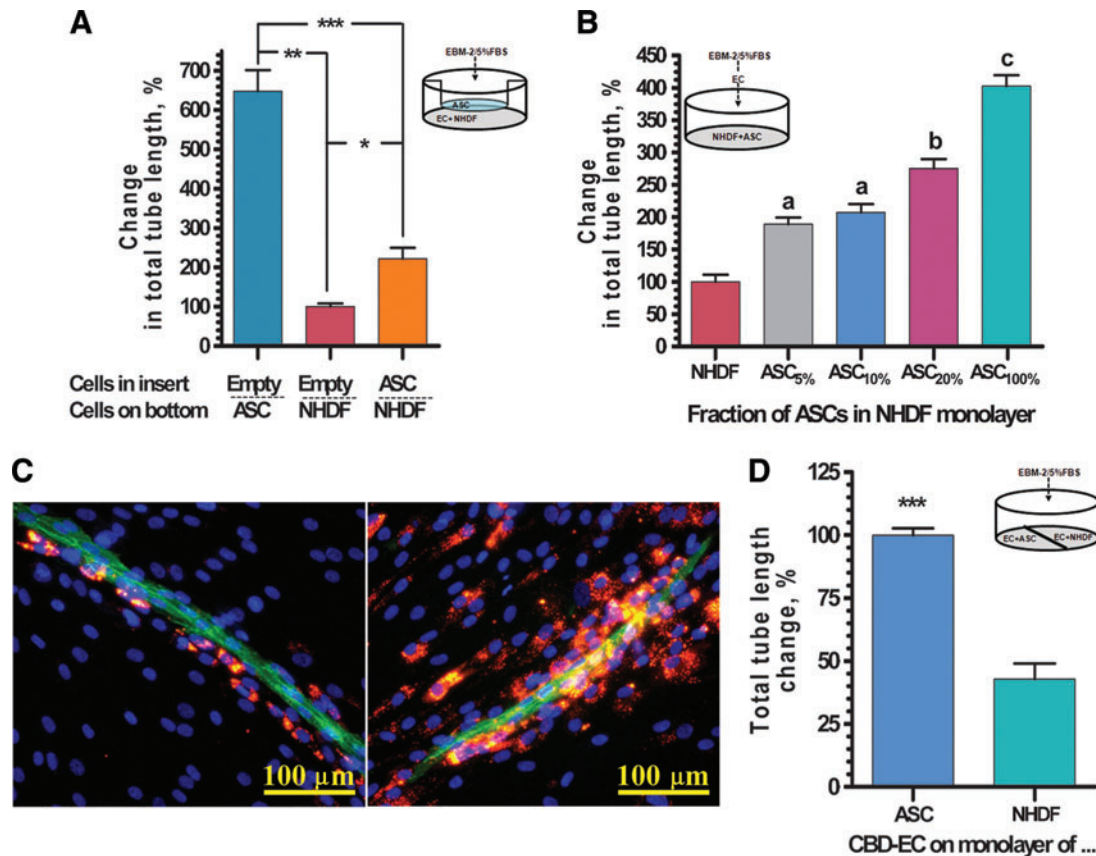 A
***
**
*
Change
in total tube length, %
700
600
500
400
300
200
100
0
EBM-2/5%FBS
ASC
EC+NHDF
Cells in insert Empty Empty ASC
Cells on bottom ASC NHDF NHDF
B
Change
in total tube length, %
450
400
350
300
250
200
150
100
50
0
EBM-2/5%FBS
EC
NHDF+ASC
a
a
b
c
NHDF ASC5% ASC10% ASC20% ASC100%
Fraction of ASCs in NHDF monolayer
C
100 µm
100 µm
D
Total tube length
change, %
125
100
75
50
25
0
***
EBM-2/5%FBS
EC+ASC EC+NHDF
ASC NHDF
CBD-EC on monolayer of ...